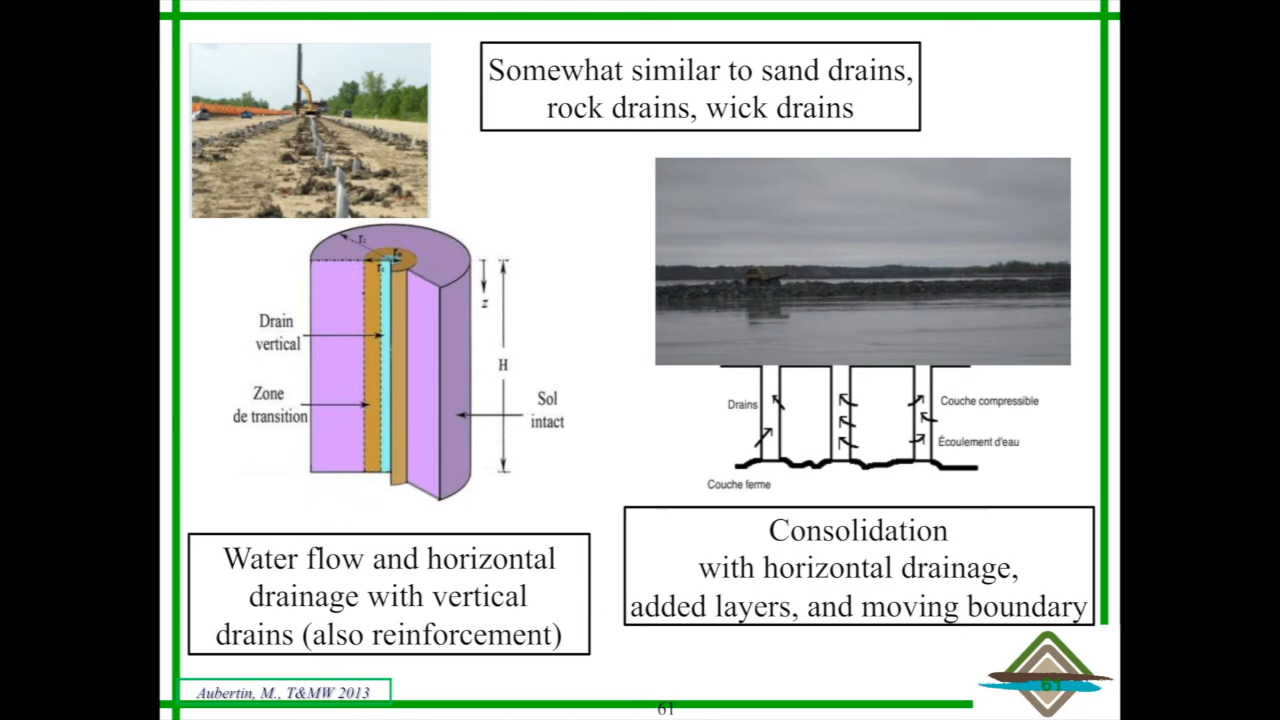 Somewhat similar to sand drains,
rock drains, wick drains
z
H
Drain
vertical
Zone
de transition
Sol
intact
Drains
Couche compressible
Écoulement d'eau
Couche ferme
Water flow and horizontal
drainage with vertical
drains (also reinforcement)
Consolidation
with horizontal drainage,
added layers, and moving boundary
Aubertin, M., T&MW 2013
61
61